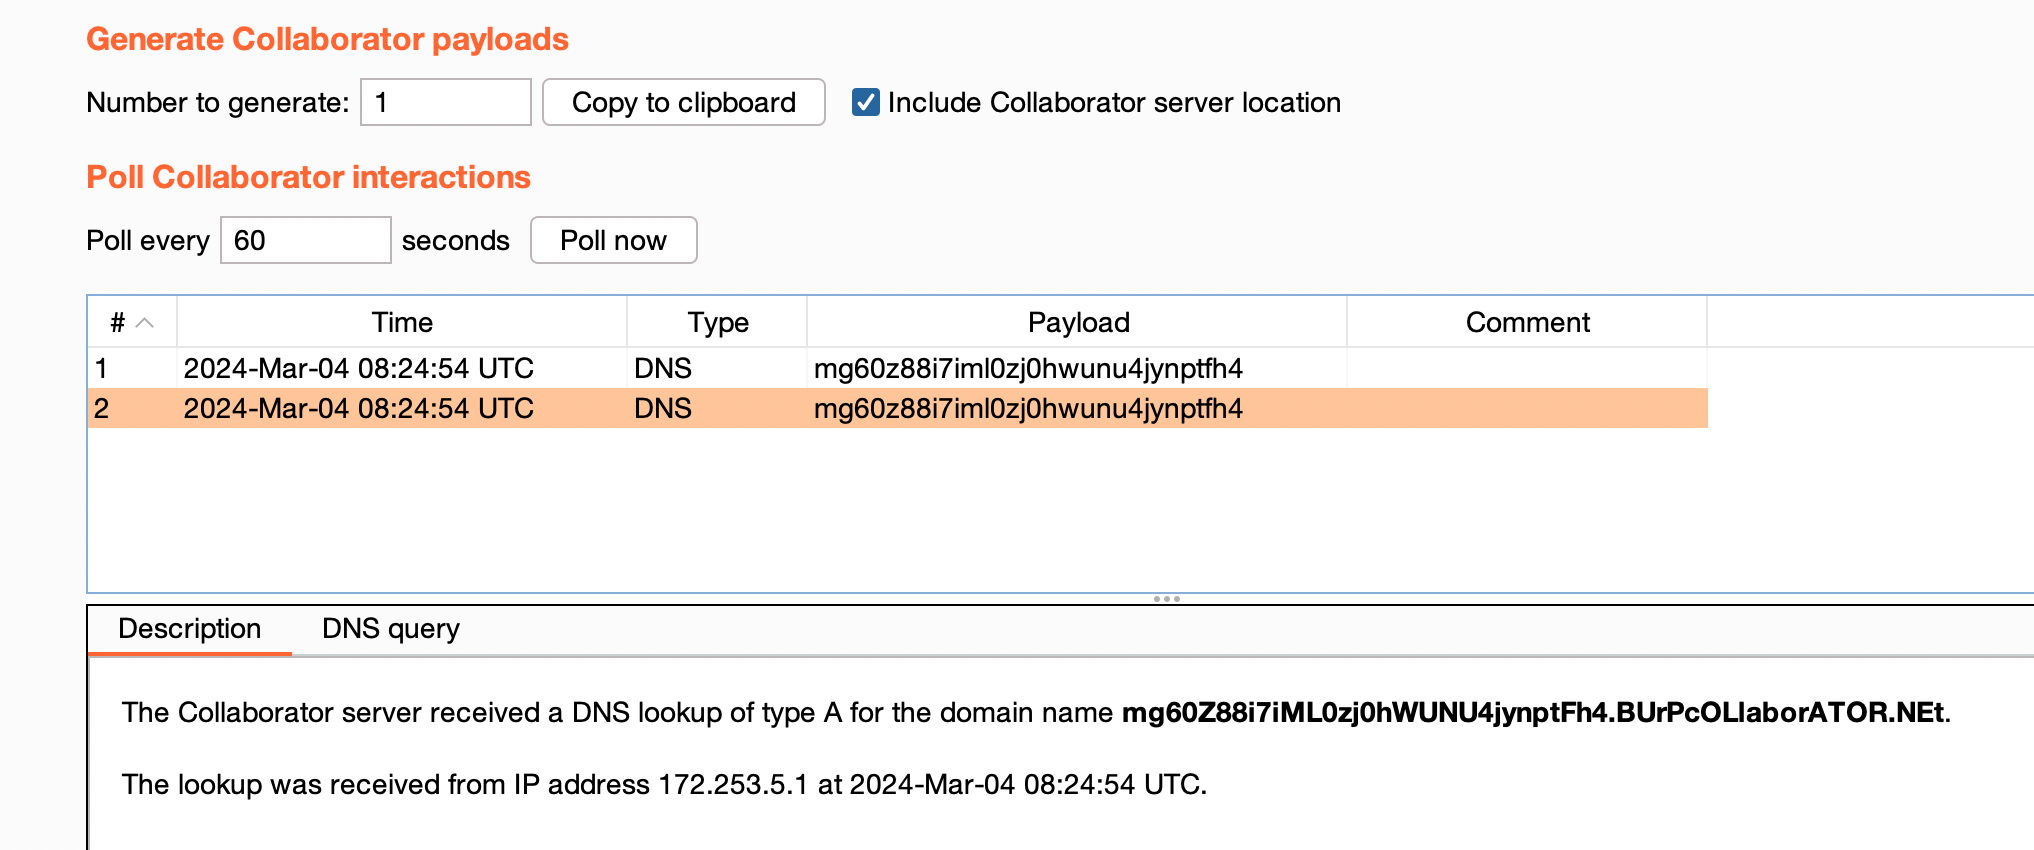 Generate Collaborator payloads
Number to generate: 1 Copy to clipboard Include Collaborator server location
Poll Collaborator interactions
Poll every 60 seconds Poll now
# Time Type Payload Comment
1 2024-Mar-04 08:24:54 UTC DNS mg60z88i7iml0zj0hwunu4jynptfh4
2 2024-Mar-04 08:24:54 UTC DNS mg60z88i7iml0zj0hwunu4jynptfh4
Description DNS query
The Collaborator server received a DNS lookup of type A for the domain name mg60Z88i7iML0zj0hWUNU4jynptFh4.BUrPcOLlaborATOR.NEt.
The lookup was received from IP address 172.253.5.1 at 2024-Mar-04 08:24:54 UTC.